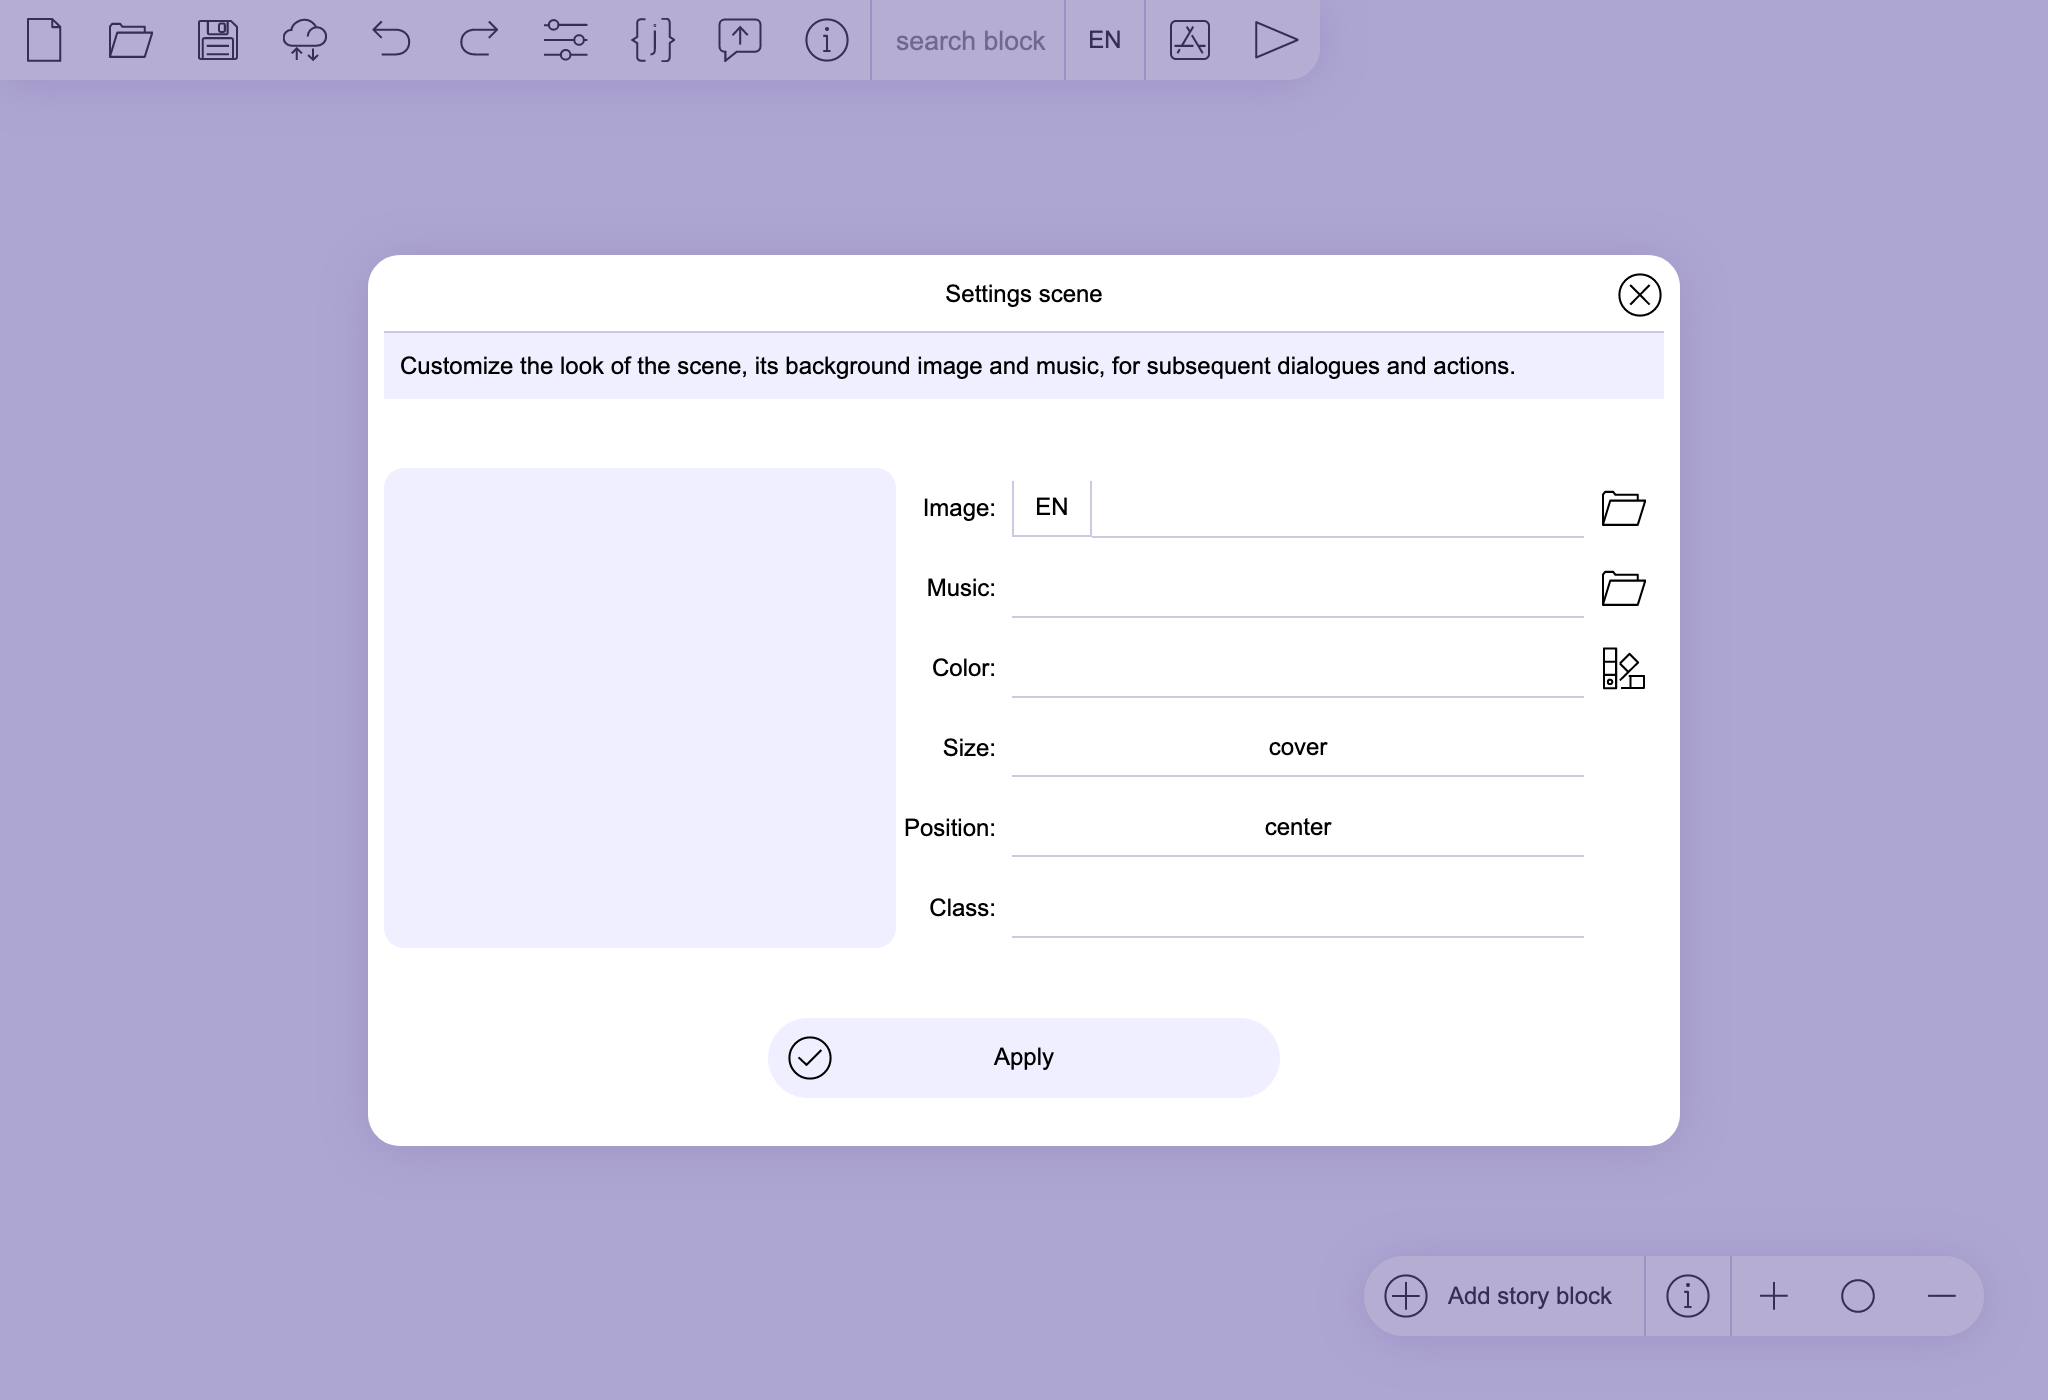 search block
EN
Settings scene
Customize the look of the scene, its background image and music, for subsequent dialogues and actions.
Image: EN
Music:
Color:
Size: cover
Position: center
Class:
Apply
Add story block